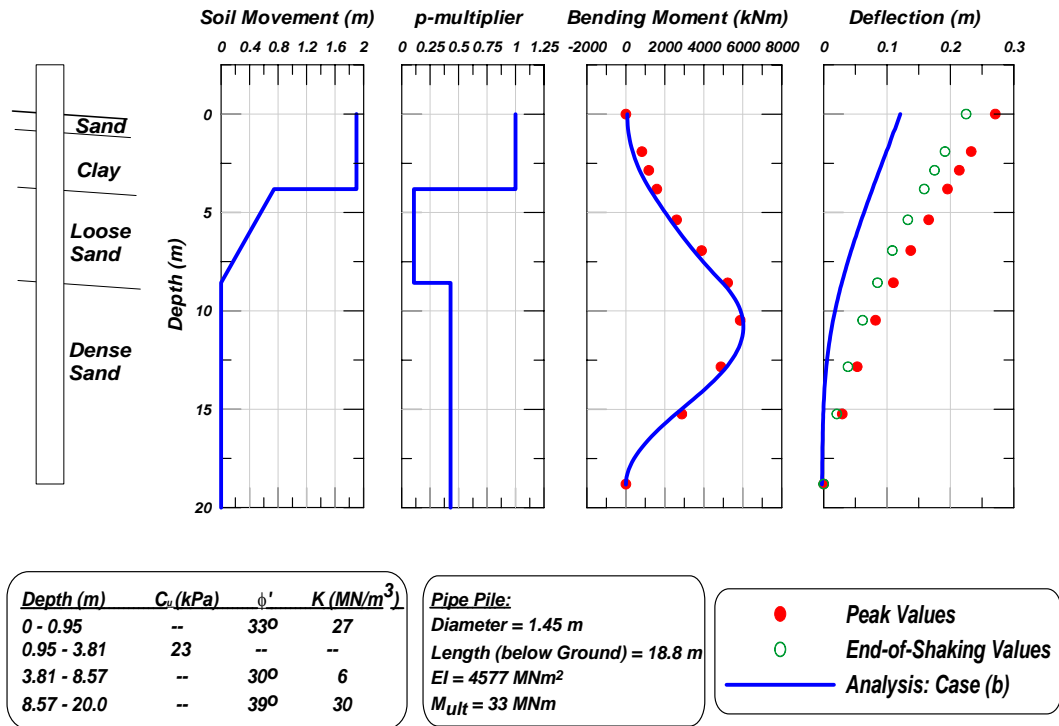 Soil Movement (m)
p-multiplier
Bending Moment (kNm)
Deflection (m)
0 0.4 0.8 1.2 1.6 2
0 0.25 0.5 0.75 1 1.25
-2000 0 2000 4000 6000 8000
0 0.1 0.2 0.3
Depth (m)
0
5
10
15
20
Sand
Clay
Loose
Sand
Dense
Sand
Depth (m) Cu (kPa) ϕ' K (MN/m³)
0 - 0.95 -- 33º 27
0.95 - 3.81 23 -- --
3.81 - 8.57 -- 30º 6
8.57 - 20.0 -- 39º 30
Pipe Pile:
Diameter = 1.45 m
Length (below Ground) = 18.8 m
EI = 4577 MNm²
Mult = 33 MNm
Peak Values
End-of-Shaking Values
Analysis: Case (b)